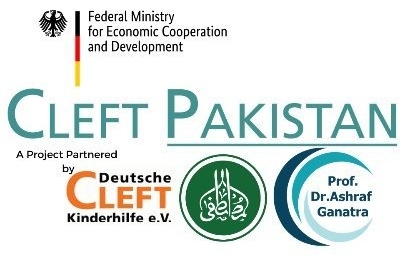 Federal Ministry
for Economic Cooperation
and Development
CLEFT PAKISTAN
A Project Partnered
by
Deutsche
CLEFT
Kinderhilfe e.V.
مصطفی
Prof.
Dr.Ashraf
Ganatra